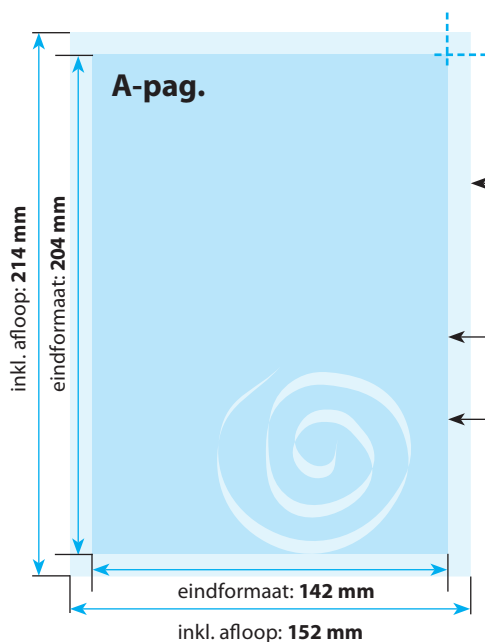 A-pag.
inkl. afloop: 214 mm
eindformaat: 204 mm
eindformaat: 142 mm
inkl. afloop: 152 mm